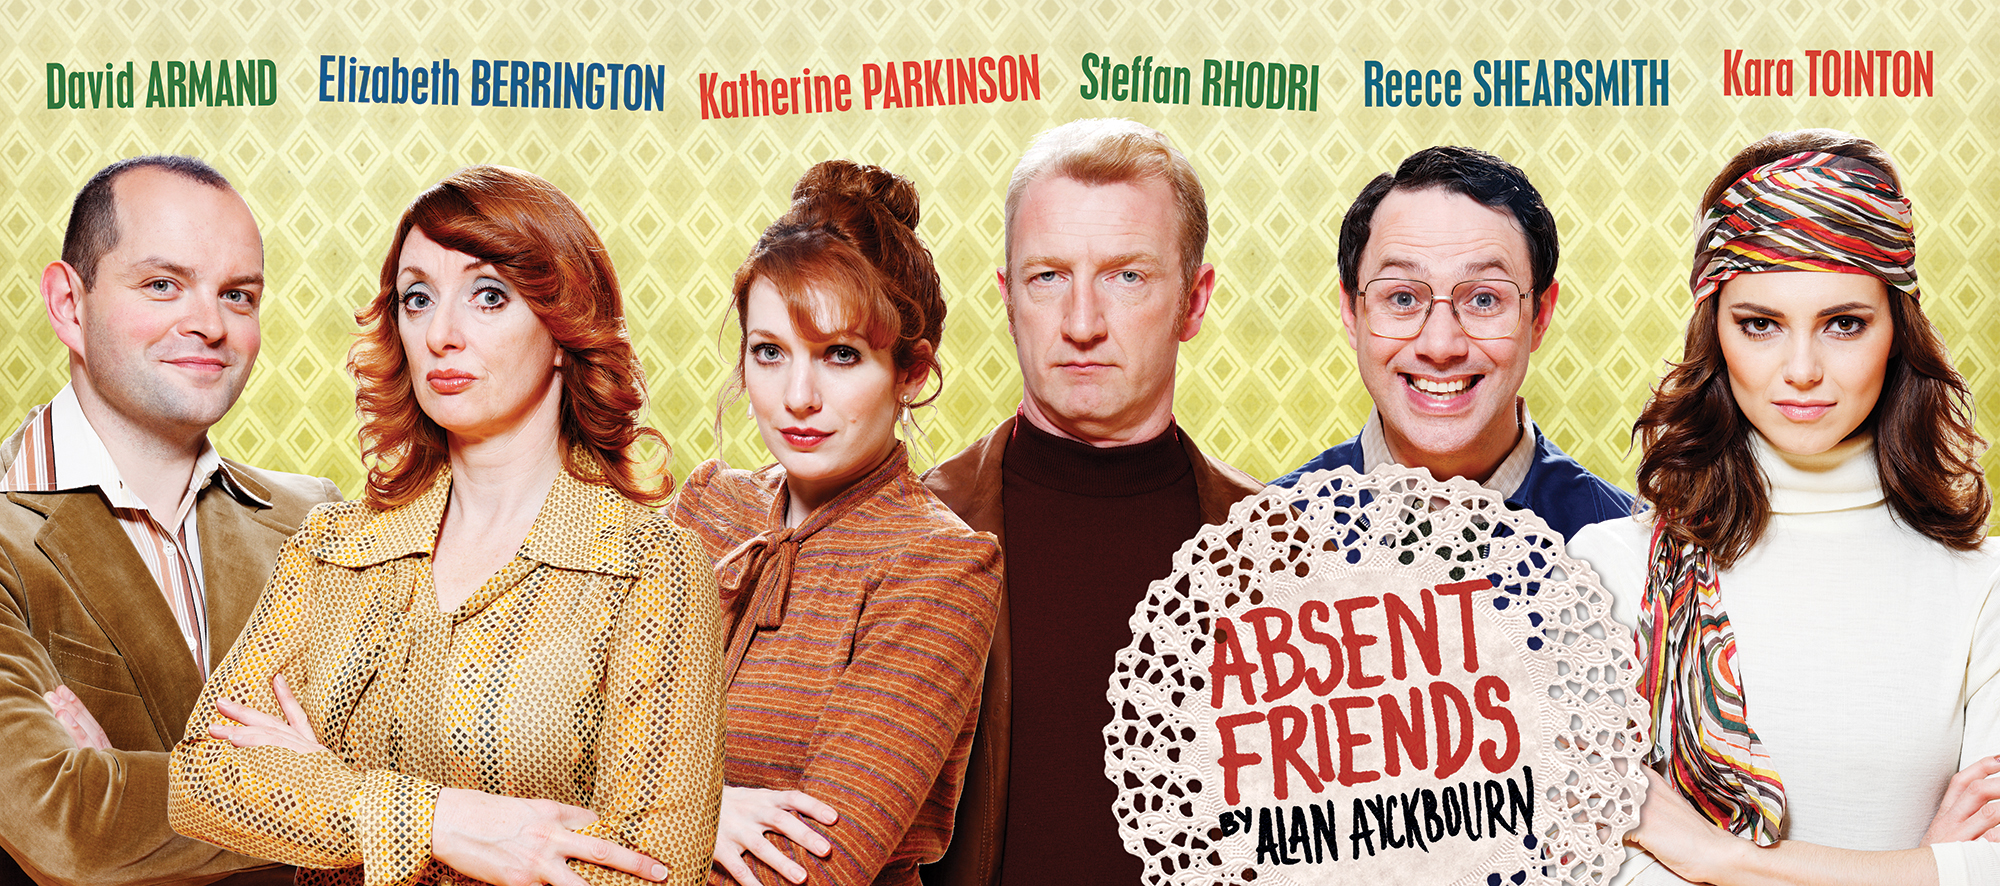 David ARMAND
Elizabeth BERRINGTON
Katherine PARKINSON
Steffan RHODRI
Reece SHEARSMITH
Kara TOINTON
ABSENT
FRIENDS
BY ALAN AYCKBOURN